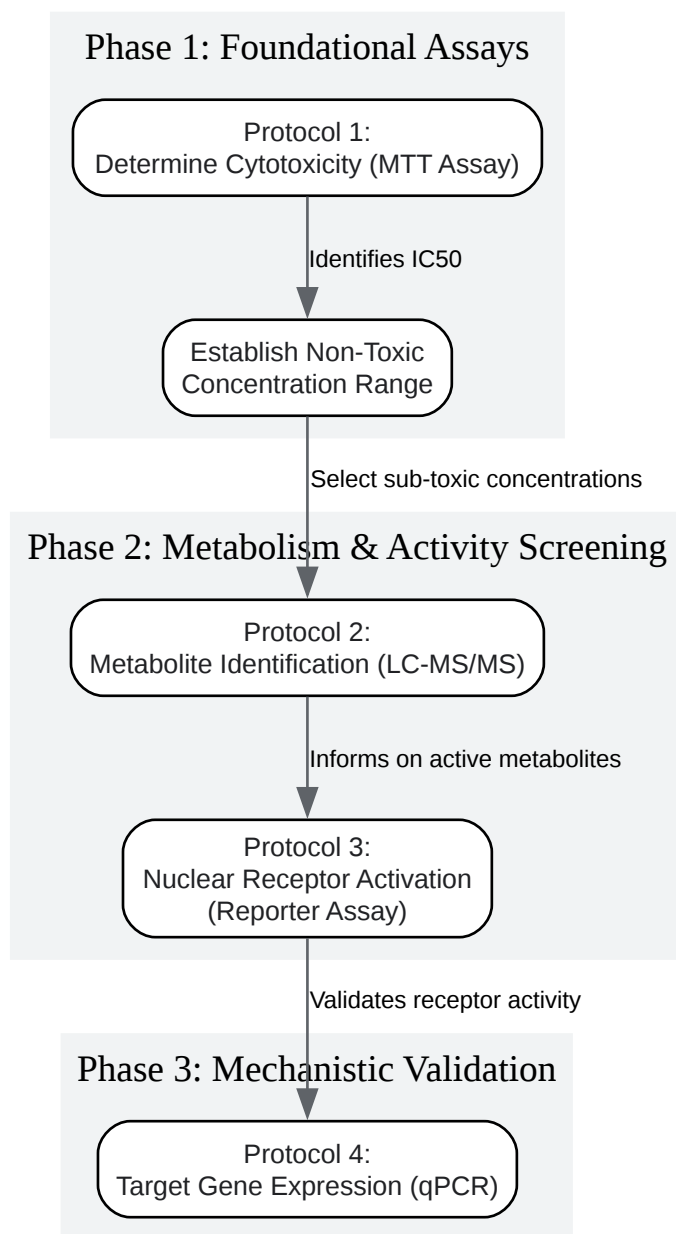 Phase 1: Foundational Assays
Protocol 1:
Determine Cytotoxicity (MTT Assay)
Identifies IC50
Establish Non-Toxic
Concentration Range
Select sub-toxic concentrations
Phase 2: Metabolism & Activity Screening
Protocol 2:
Metabolite Identification (LC-MS/MS)
Informs on active metabolites
Protocol 3:
Nuclear Receptor Activation
(Reporter Assay)
Validates receptor activity
Phase 3: Mechanistic Validation
Protocol 4:
Target Gene Expression (qPCR)